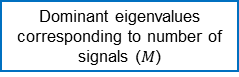 Dominant eigenvalues
corresponding to number of
signals (𝑀)